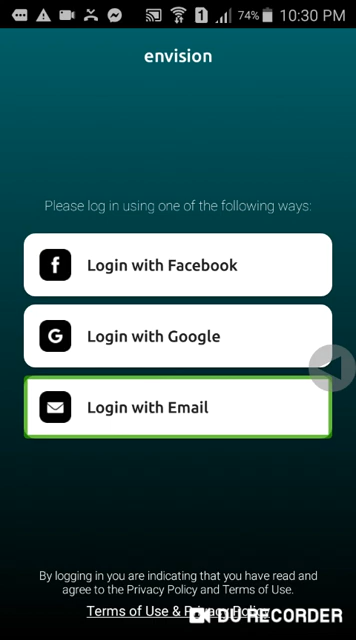 74% 10:30 PM
envision
Please log in using one of the following ways:
Login with Facebook
Login with Google
Login with Email
By logging in you are indicating that you have read and
agree to the Privacy Policy and Terms of Use.
Terms of Use & Privacy Policy
DU RECORDER